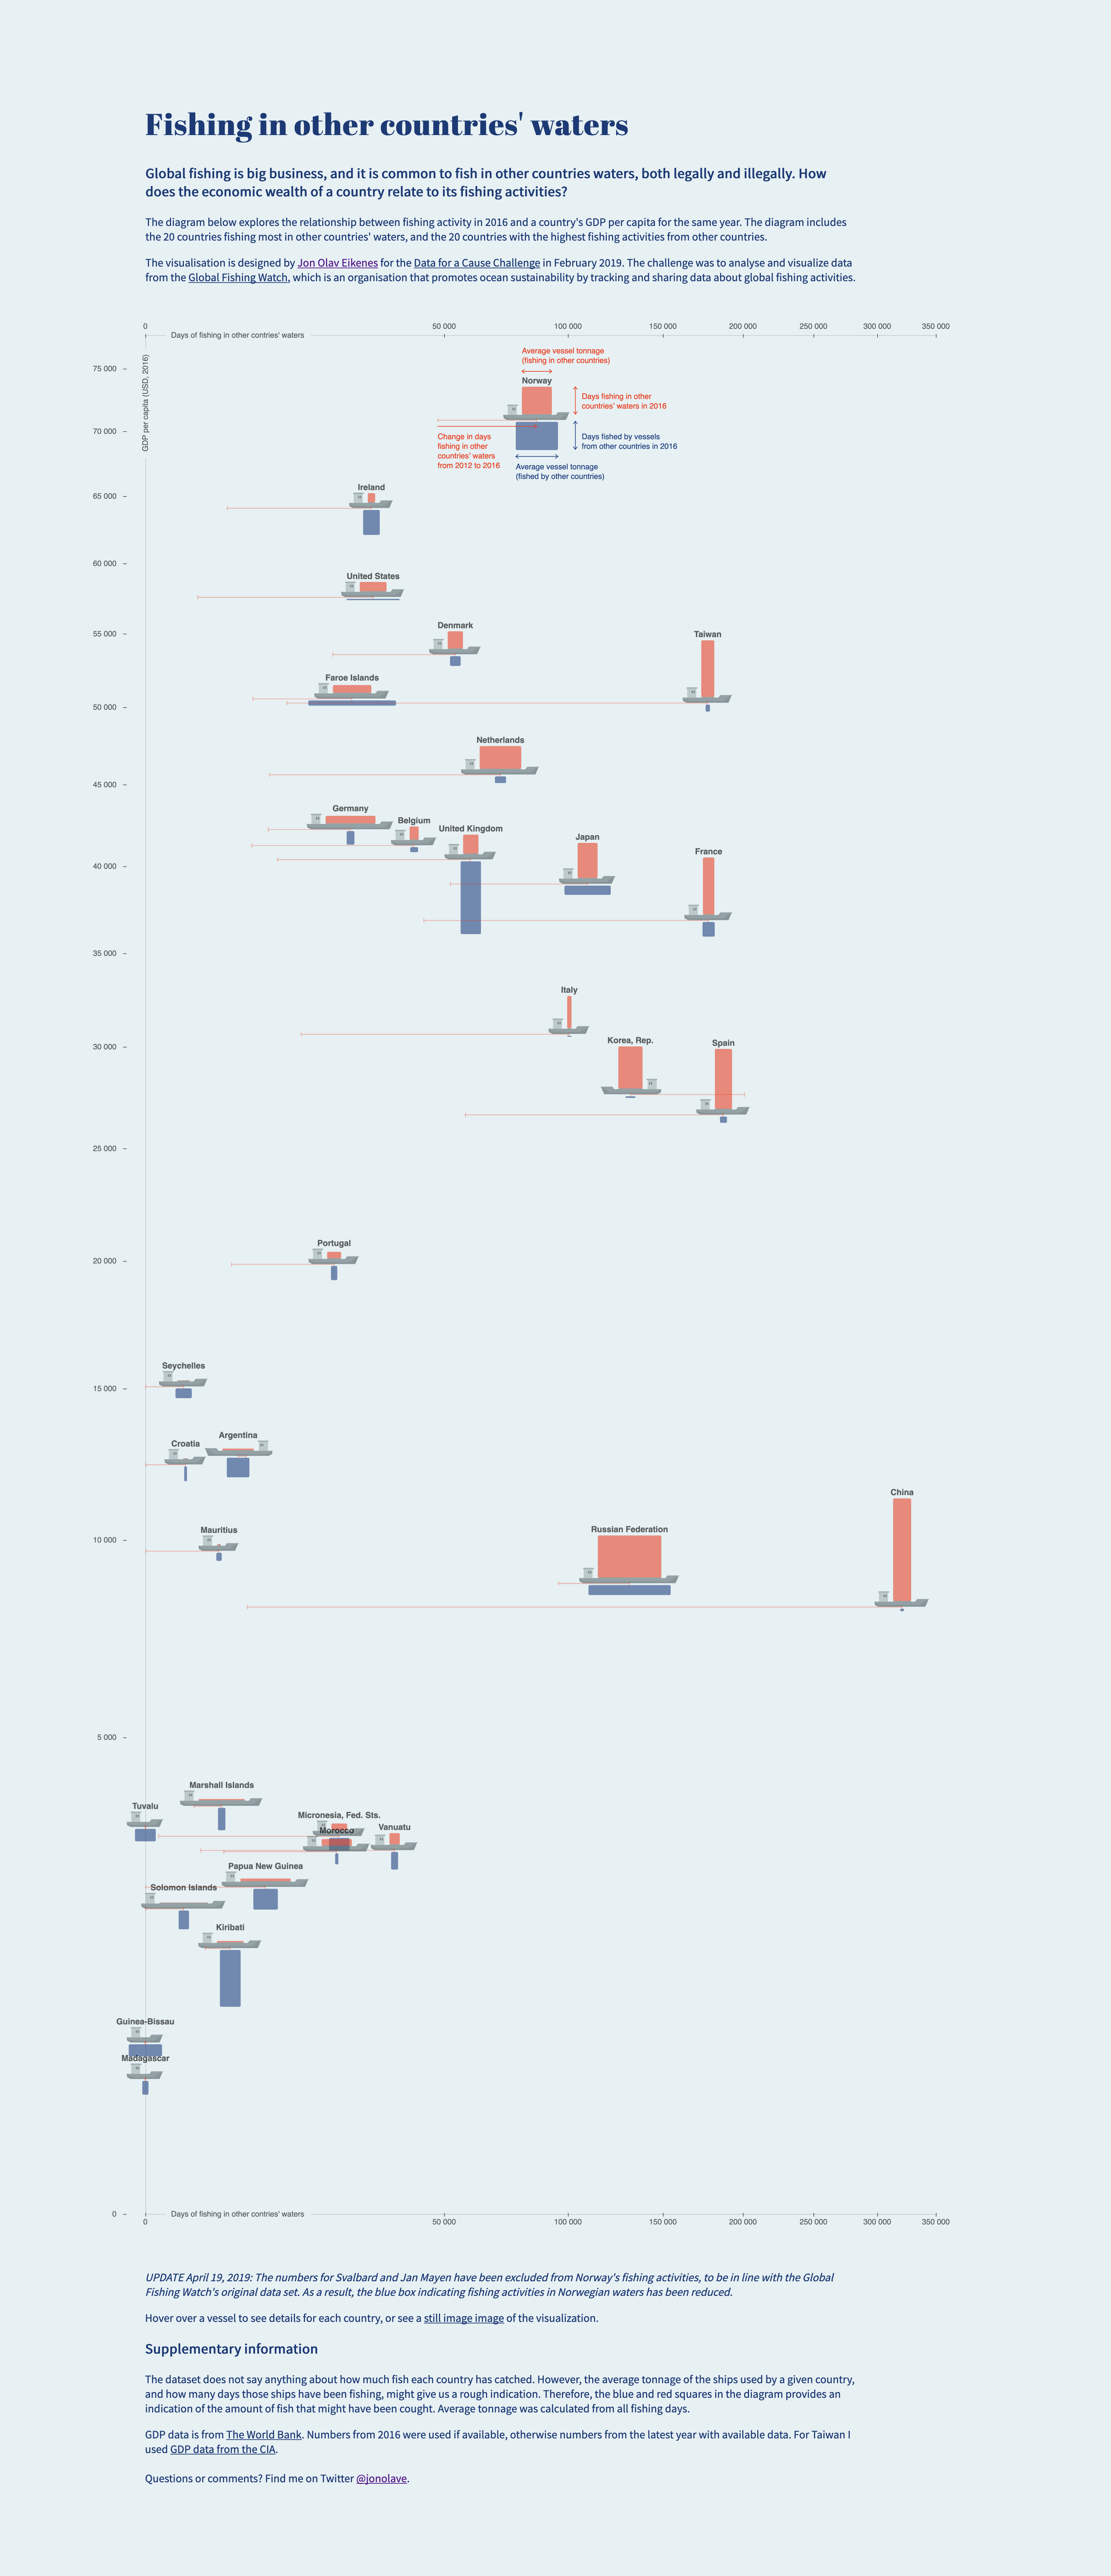 Fishing in other countries' waters
Global fishing is big business, and it is common to fish in other countries waters, both legally and illegally. How
does the economic wealth of a country relate to its fishing activities?
The diagram below explores the relationship between fishing activity in 2016 and a country's GDP per capita for the same year. The diagram includes
the 20 countries fishing most in other countries' waters, and the 20 countries with the highest fishing activities from other countries.
The visualisation is designed by Jon Olav Eikenes for the Data for a Cause Challenge in February 2019. The challenge was to analyse and visualize data
from the Global Fishing Watch, which is an organisation that promotes ocean sustainability by tracking and sharing data about global fishing activities.
0 50 000 100 000 150 000 200 000 250 000 300 000 350 000
Days of fishing in other contries' waters
GDP per capita (USD, 2016)
Average vessel tonnage
(fishing in other countries)
75 000
Norway
Days fishing in other
countries' waters in 2016
70 000
Change in days
fishing in other
countries' waters
from 2012 to 2016
Days fished by vessels
from other countries in 2016
Average vessel tonnage
(fished by other countries)
Ireland
65 000
60 000
United States
Denmark
55 000
Taiwan
Faroe Islands
50 000
Netherlands
45 000
Germany
Belgium
United Kingdom
Japan
France
40 000
35 000
Italy
Korea, Rep.
Spain
30 000
25 000
Portugal
20 000
Seychelles
15 000
Argentina
Croatia
China
Mauritius
Russian Federation
10 000
5 000
Marshall Islands
Tuvalu
Micronesia, Fed. Sts.
Vanuatu
Morocco
Papua New Guinea
Solomon Islands
Kiribati
Guinea-Bissau
Madagascar
0
Days of fishing in other contries' waters
0 50 000 100 000 150 000 200 000 250 000 300 000 350 000
UPDATE April 19, 2019: The numbers for Svalbard and Jan Mayen have been excluded from Norway's fishing activities, to be in line with the Global
Fishing Watch's original data set. As a result, the blue box indicating fishing activities in Norwegian waters has been reduced.
Hover over a vessel to see details for each country, or see a still image image of the visualization.
Supplementary information
The dataset does not say anything about how much fish each country has catched. However, the average tonnage of the ships used by a given country,
and how many days those ships have been fishing, might give us a rough indication. Therefore, the blue and red squares in the diagram provides an
indication of the amount of fish that might have been cought. Average tonnage was calculated from all fishing days.
GDP data is from The World Bank. Numbers from 2016 were used if available, otherwise numbers from the latest year with available data. For Taiwan I
used GDP data from the CIA.
Questions or comments? Find me on Twitter @jonolave.